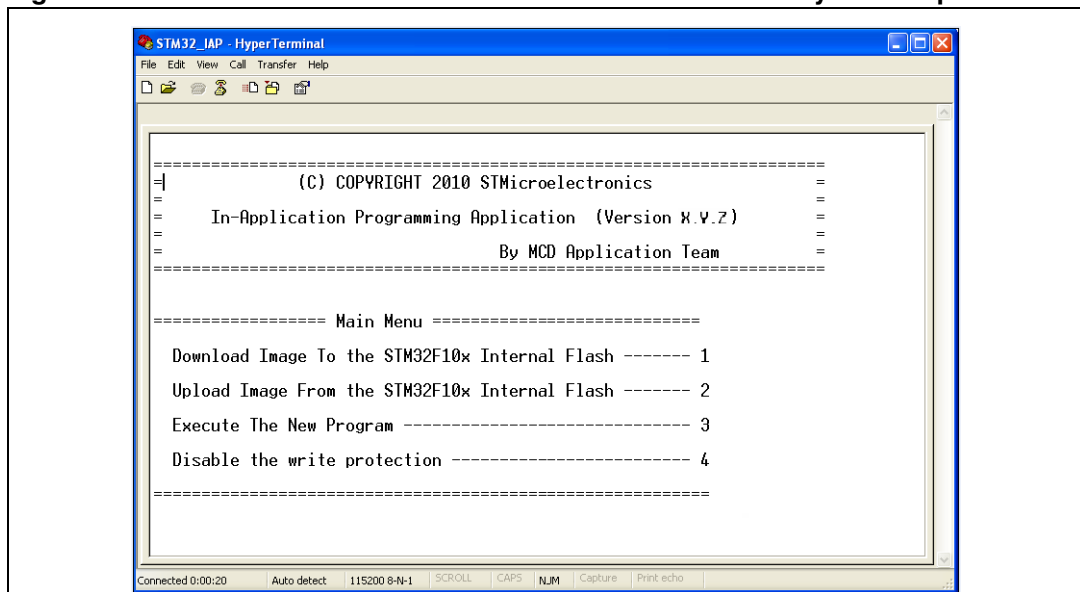 STM32_IAP - HyperTerminal
File Edit View Call Transfer Help
======================================================================
= (C) COPYRIGHT 2010 STMicroelectronics =
= =
= In-Application Programming Application (Version X.Y.Z) =
= =
= By MCD Application Team =
======================================================================
================== Main Menu ============================
Download Image To the STM32F10x Internal Flash ------- 1
Upload Image From the STM32F10x Internal Flash ------- 2
Execute The New Program ------------------------------ 3
Disable the write protection ------------------------- 4
==========================================================
Connected 0:00:20 Auto detect 115200 8-N-1 SCROLL CAPS NUM Capture Print echo